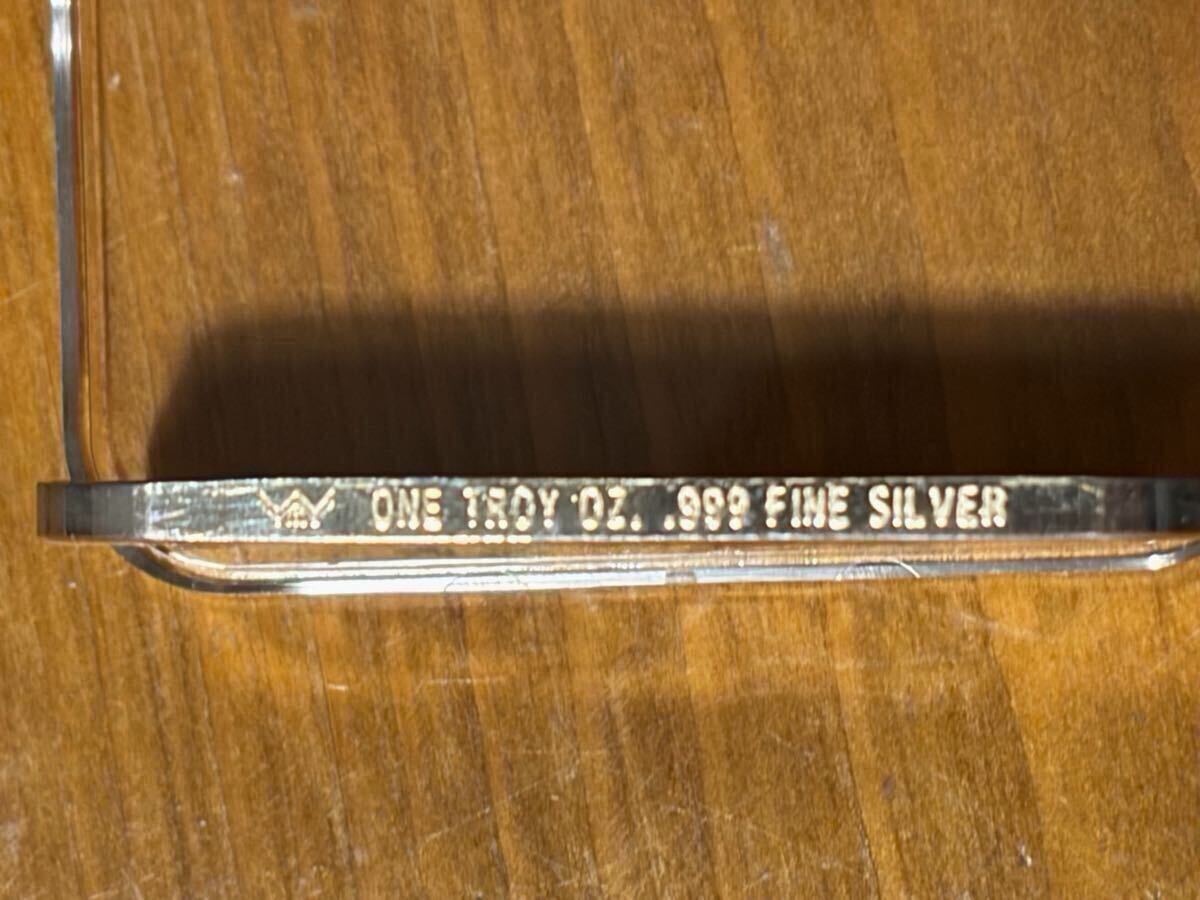 ONE TROY OZ. .999 FINE SILVER